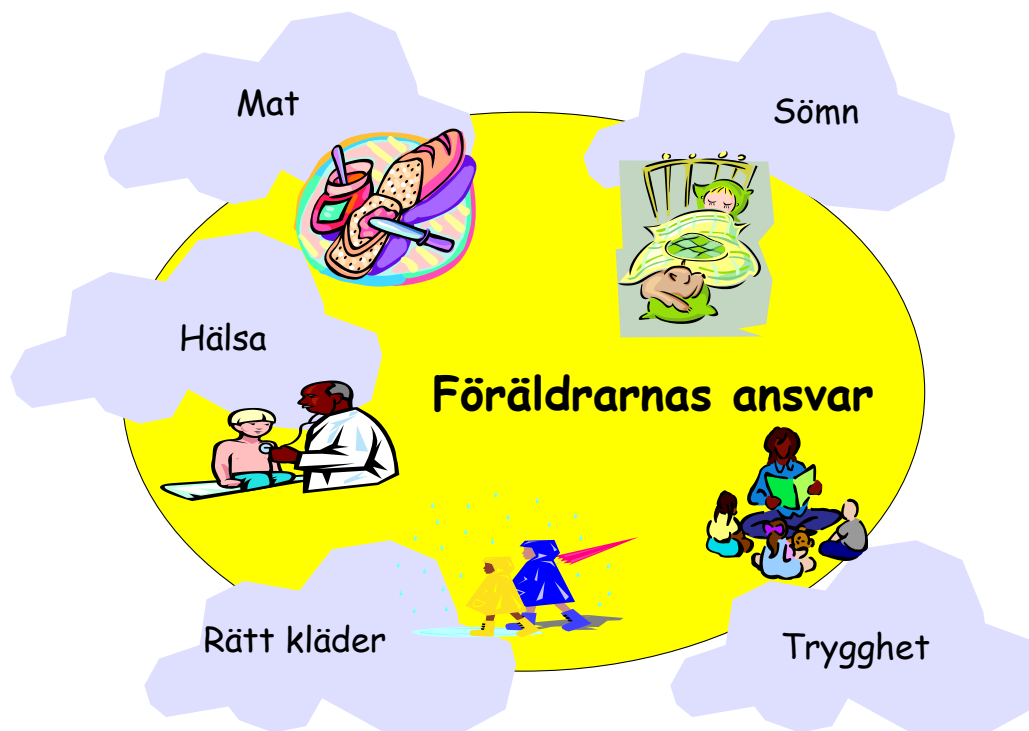 Mat
Sömn
Hälsa
Föräldrarnas ansvar
Rätt kläder
Trygghet